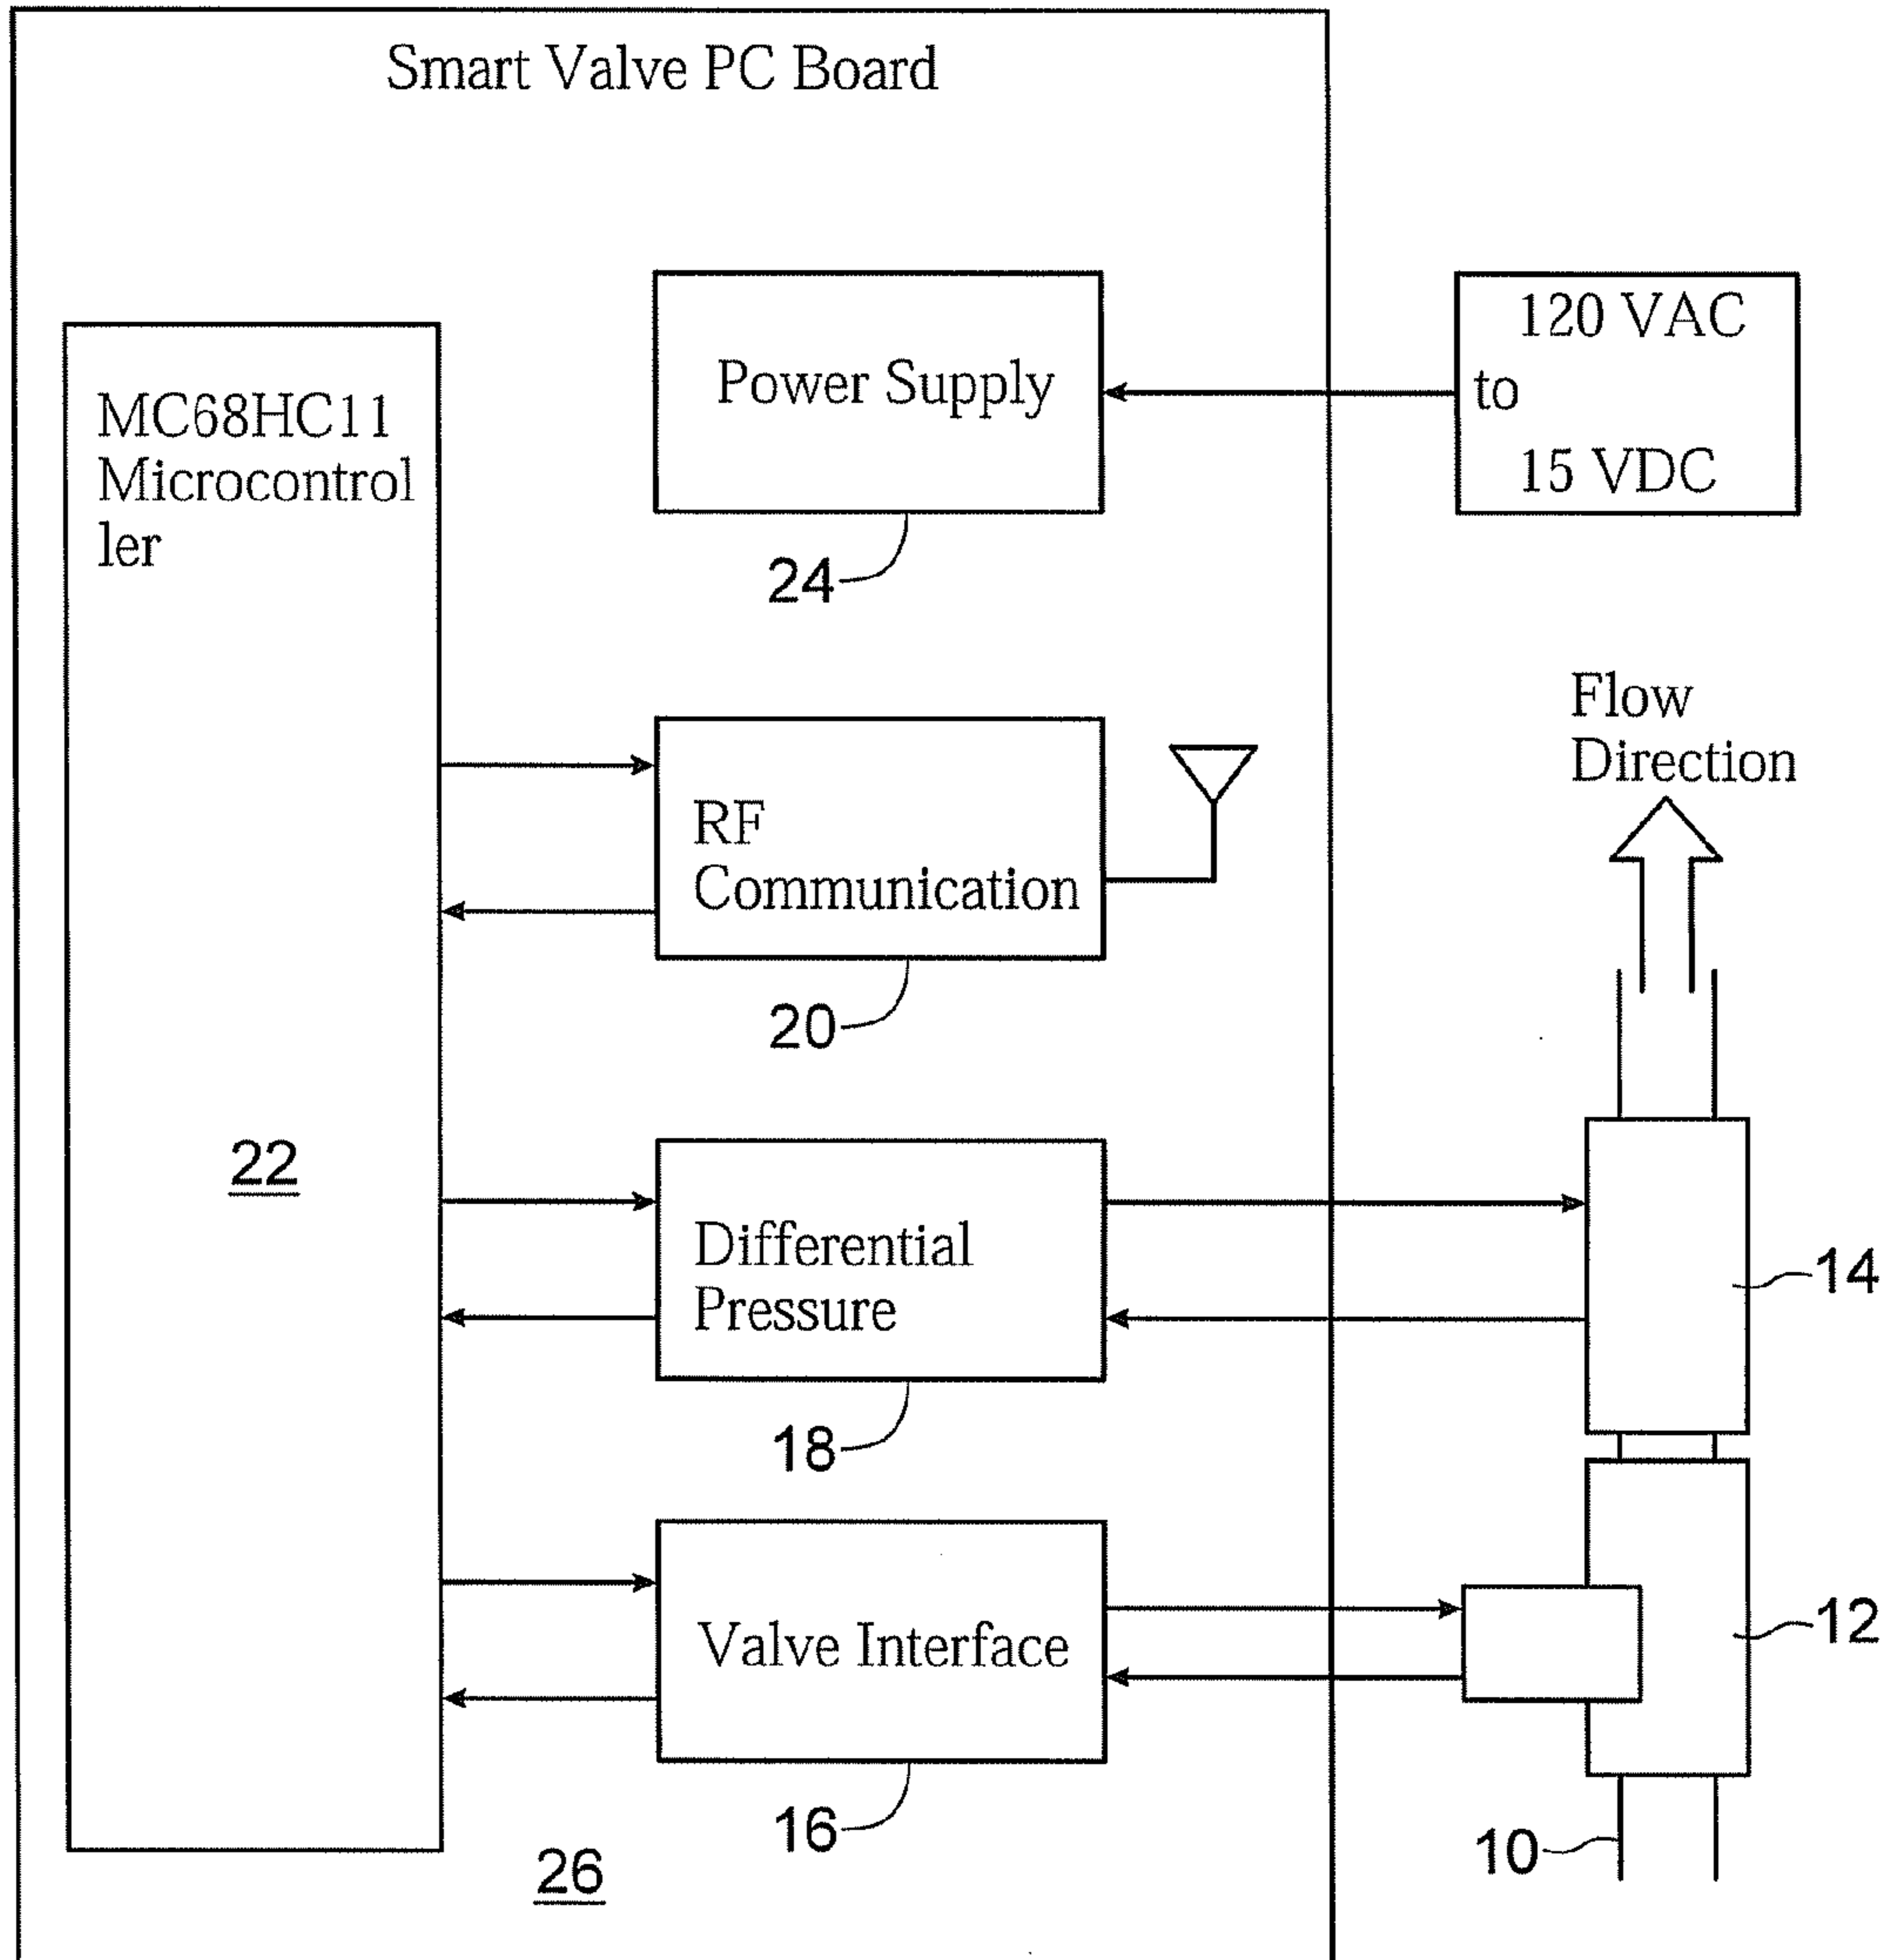 Smart Valve PC Board
MC68HC11
Microcontrol
ler
22
Power Supply
24
120 VAC
to
15 VDC
RF
Communication
20
Flow
Direction
Differential
Pressure
18
14
Valve Interface
16
12
10
26